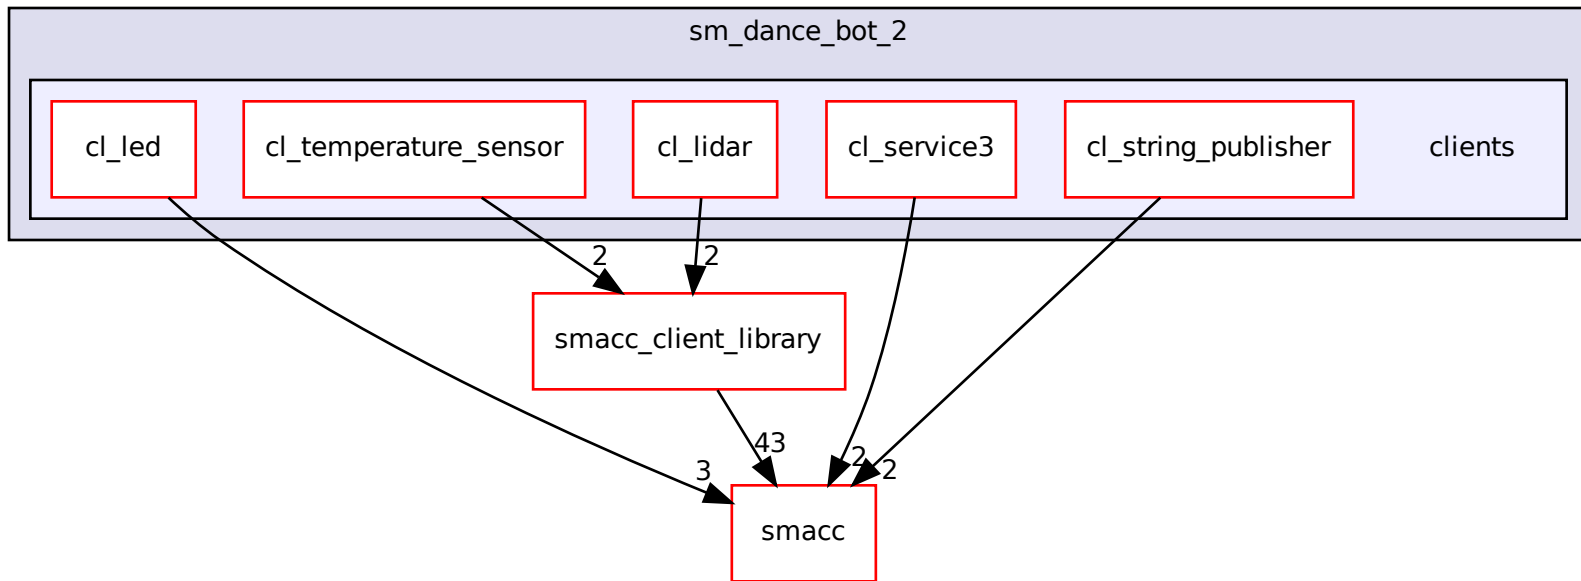 sm_dance_bot_2
cl_led
cl_temperature_sensor
cl_lidar
cl_service3
cl_string_publisher
clients
2
2
smacc_client_library
43
3
2
2
smacc